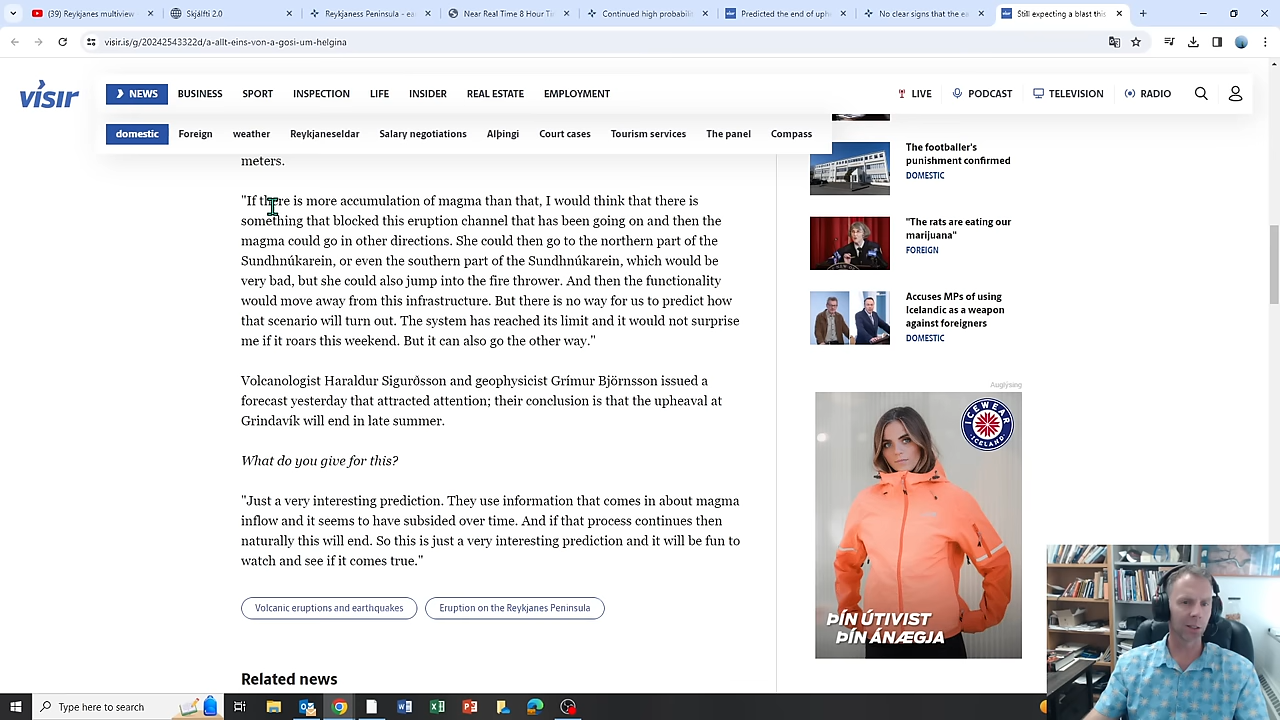 (39) Reykjanes multiview
Skjálfti 2.0
Reykjaness Peninsula - ea
Real Time 8 Hour Ti
Continued high probabili
Predicted the end of uph
No clear signs that the ea
Still expecting a blast this
visir.is/g/20242543322d/a-allt-eins-von-a-gosi-um-helgina
vísir
NEWS BUSINESS SPORT INSPECTION LIFE INSIDER REAL ESTATE EMPLOYMENT
LIVE PODCAST TELEVISION RADIO
domestic Foreign weather Reykjaneseldar Salary negotiations Alþingi Court cases Tourism services The panel Compass
meters.
"If there is more accumulation of magma than that, I would think that there is
something that blocked this eruption channel that has been going on and then the
magma could go in other directions. She could then go to the northern part of the
Sundhnúkarein, or even the southern part of the Sundhnúkarein, which would be
very bad, but she could also jump into the fire thrower. And then the functionality
would move away from this infrastructure. But there is no way for us to predict how
that scenario will turn out. The system has reached its limit and it would not surprise
me if it roars this weekend. But it can also go the other way."
Volcanologist Haraldur Sigurðsson and geophysicist Grímur Björnsson issued a
forecast yesterday that attracted attention; their conclusion is that the upheaval at
Grindavík will end in late summer.
What do you give for this?
"Just a very interesting prediction. They use information that comes in about magma
inflow and it seems to have subsided over time. And if that process continues then
naturally this will end. So this is just a very interesting prediction and it will be fun to
watch and see if it comes true."
Volcanic eruptions and earthquakes
Eruption on the Reykjanes Peninsula
Related news
The footballer's
punishment confirmed
DOMESTIC
"The rats are eating our
marijuana"
FOREIGN
Accuses MPs of using
Icelandic as a weapon
against foreigners
DOMESTIC
Auglýsing
ICEWEAR
ICELAND
ÞÍN ÚTIVIST
ÞÍN ÁNÆGJA
Type here to search